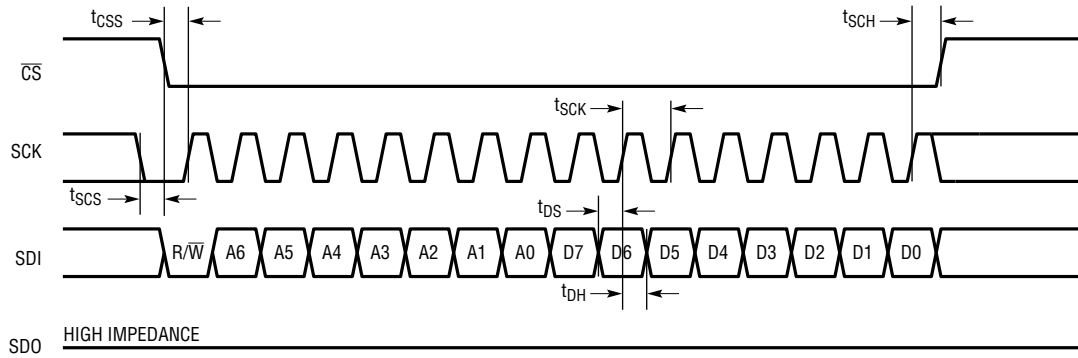 tCSS
tSCH
CS
tSCK
SCK
tSCS
tDS
SDI
R/W A6 A5 A4 A3 A2 A1 A0 D7 D6 D5 D4 D3 D2 D1 D0
tDH
HIGH IMPEDANCE
SDO